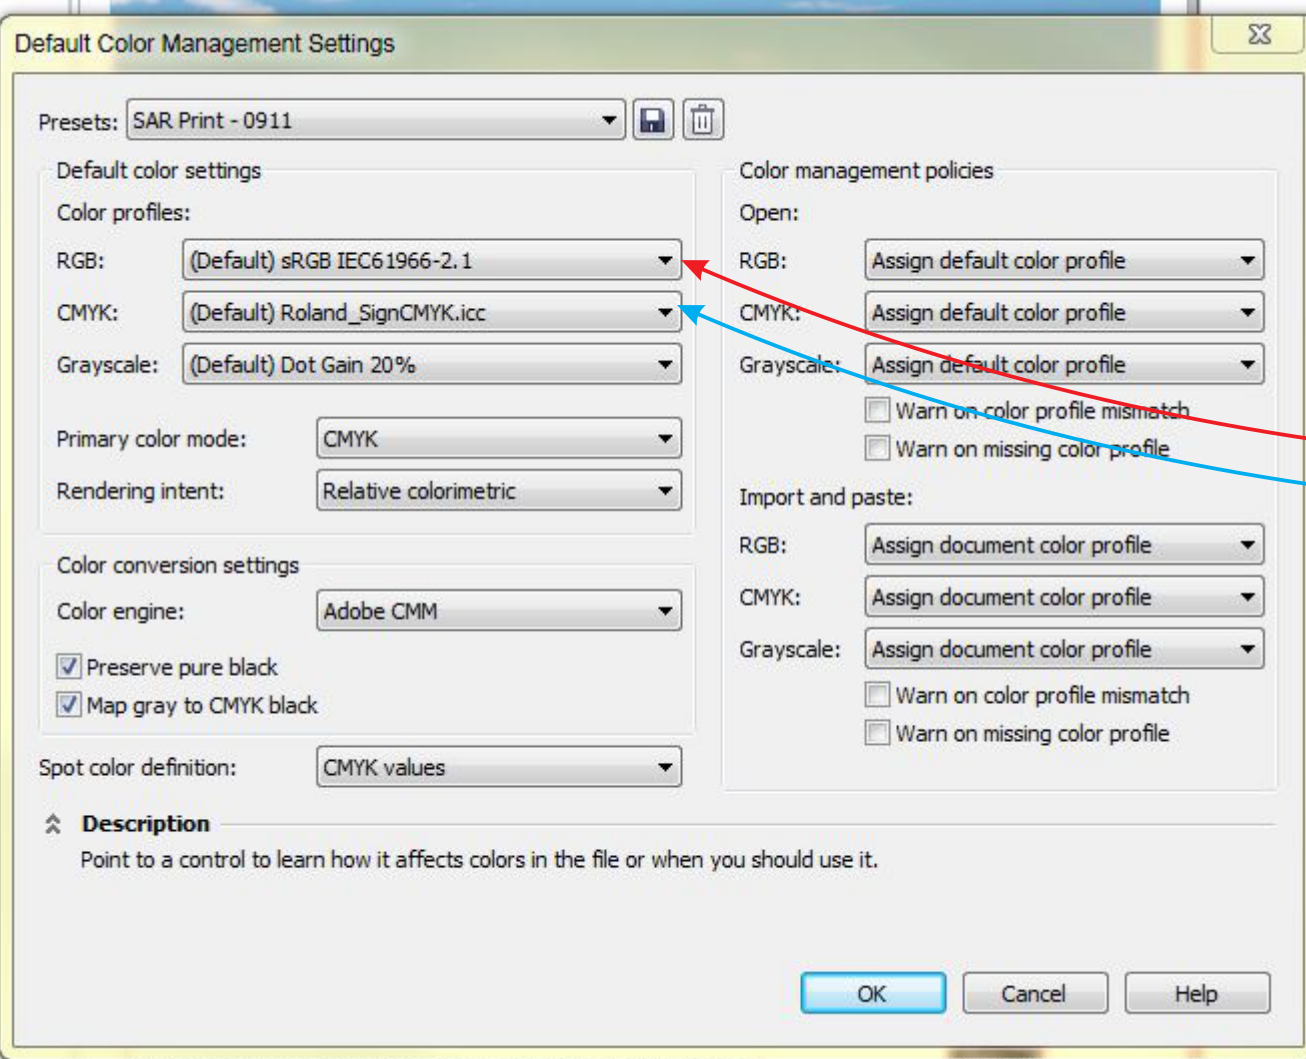 Default Color Management Settings
Presets: SAR Print - 0911
Default color settings
Color profiles:
RGB: (Default) sRGB IEC61966-2.1
CMYK: (Default) Roland_SignCMYK.icc
Grayscale: (Default) Dot Gain 20%
Primary color mode: CMYK
Rendering intent: Relative colorimetric
Color conversion settings
Color engine: Adobe CMM
Preserve pure black
Map gray to CMYK black
Spot color definition: CMYK values
Color management policies
Open:
RGB: Assign default color profile
CMYK: Assign default color profile
Grayscale: Assign default color profile
Warn on color profile mismatch
Warn on missing color profile
Import and paste:
RGB: Assign document color profile
CMYK: Assign document color profile
Grayscale: Assign document color profile
Warn on color profile mismatch
Warn on missing color profile
Description
Point to a control to learn how it affects colors in the file or when you should use it.
OK Cancel Help